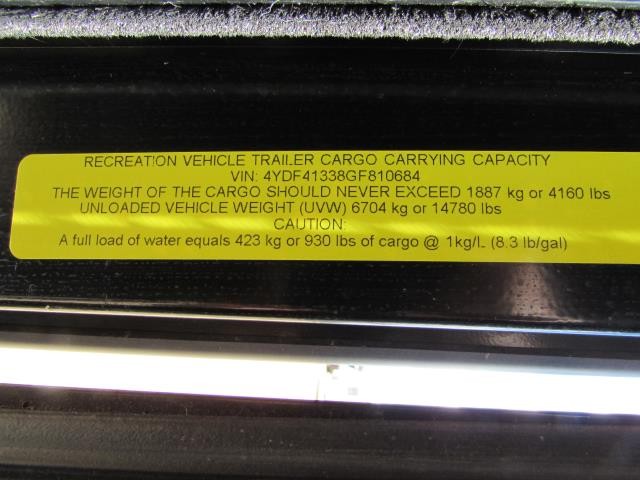 RECREATION VEHICLE TRAILER CARGO CARRYING CAPACITY
VIN: 4YDF41338GF810684
THE WEIGHT OF THE CARGO SHOULD NEVER EXCEED 1887 kg or 4160 lbs
UNLOADED VEHICLE WEIGHT (UVW) 6704 kg or 14780 lbs
CAUTION:
A full load of water equals 423 kg or 930 lbs of cargo @ 1kg/L (8.3 lb/gal)